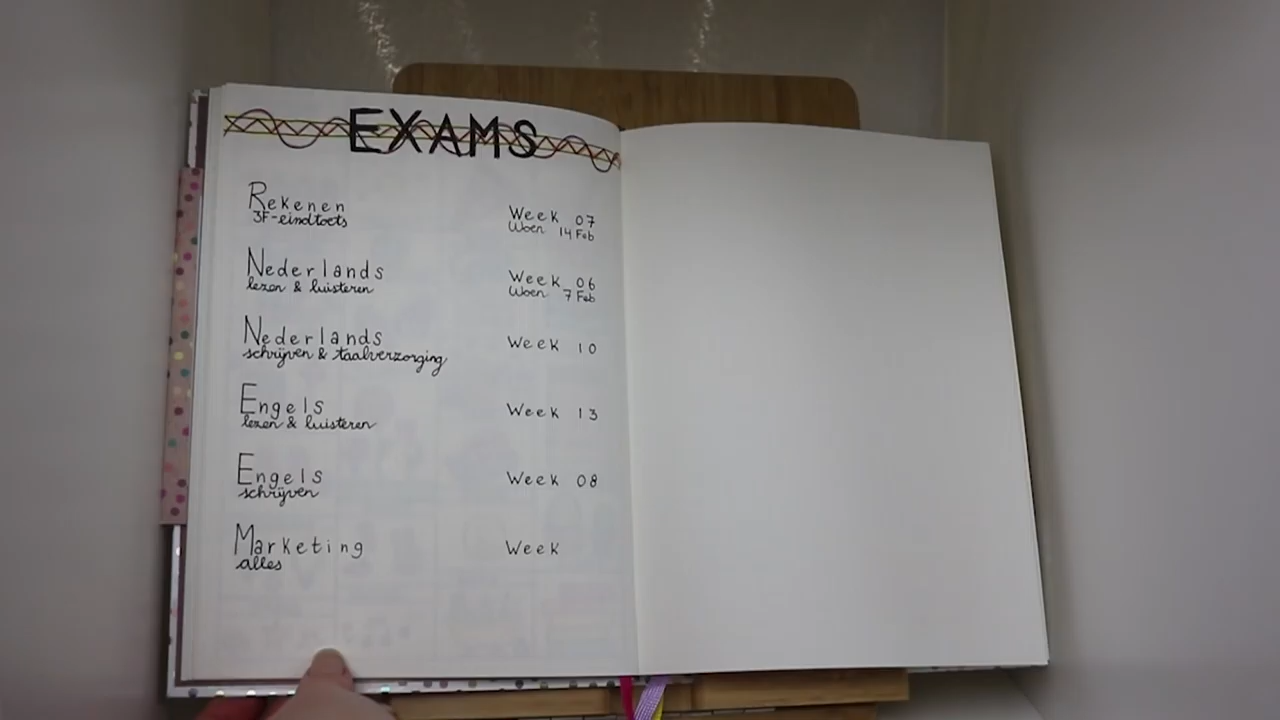 EXAMS
Rekenen Week 07
3F-eindtoets Woen 14 Feb
Nederlands Week 06
lezen & luisteren Woen 7 Feb
Nederlands Week 10
schrijven & taalverzorging
Engels Week 13
lezen & luisteren
Engels Week 08
schrijven
Marketing Week
alles